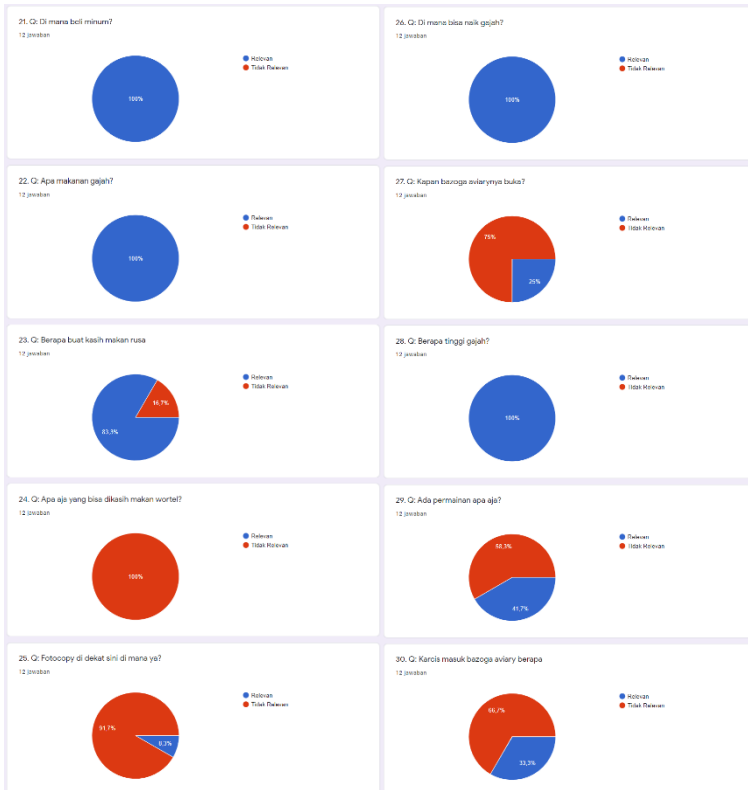 21. Q: Di mana beli minum?
12 jawaban
100%
Relevan
Tidak Relevan
22. Q: Apa makanan gajah?
12 jawaban
100%
Relevan
Tidak Relevan
23. Q: Berapa buat kasih makan rusa
12 jawaban
16,7%
83,3%
Relevan
Tidak Relevan
24. Q: Apa aja yang bisa dikasih makan wortel?
12 jawaban
100%
Relevan
Tidak Relevan
25. Q: Fotocopy di dekat sini di mana ya?
12 jawaban
91,7%
8,3%
Relevan
Tidak Relevan
26. Q: Di mana bisa naik gajah?
12 jawaban
100%
Relevan
Tidak Relevan
27. Q: Kapan bazoga aviarynya buka?
12 jawaban
75%
25%
Relevan
Tidak Relevan
28. Q: Berapa tinggi gajah?
12 jawaban
100%
Relevan
Tidak Relevan
29. Q: Ada permainan apa aja?
12 jawaban
58,3%
41,7%
Relevan
Tidak Relevan
30. Q: Karcis masuk bazoga aviary berapa
12 jawaban
66,7%
33,3%
Relevan
Tidak Relevan